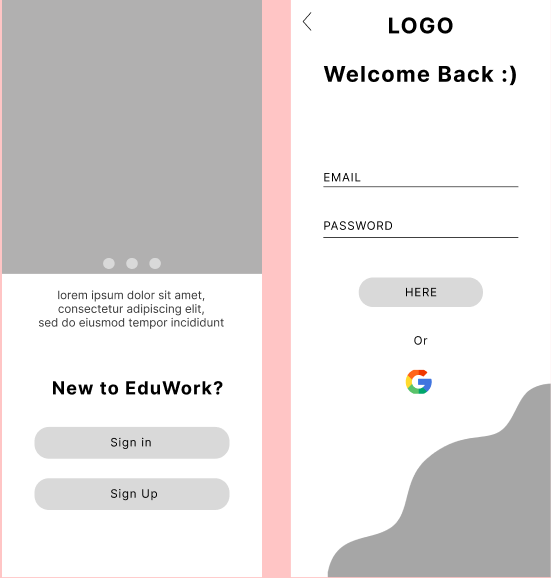 lorem ipsum dolor sit amet,
consectetur adipiscing elit,
sed do eiusmod tempor incididunt
New to EduWork?
Sign in
Sign Up
LOGO
Welcome Back :)
EMAIL
PASSWORD
HERE
Or